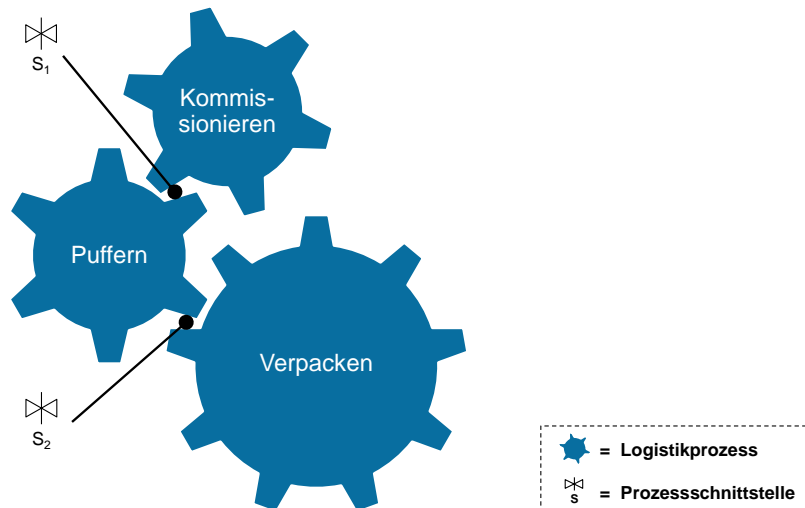 S1
Kommis-
sionieren
Puffern
Verpacken
S2
= Logistikprozess
S = Prozessschnittstelle